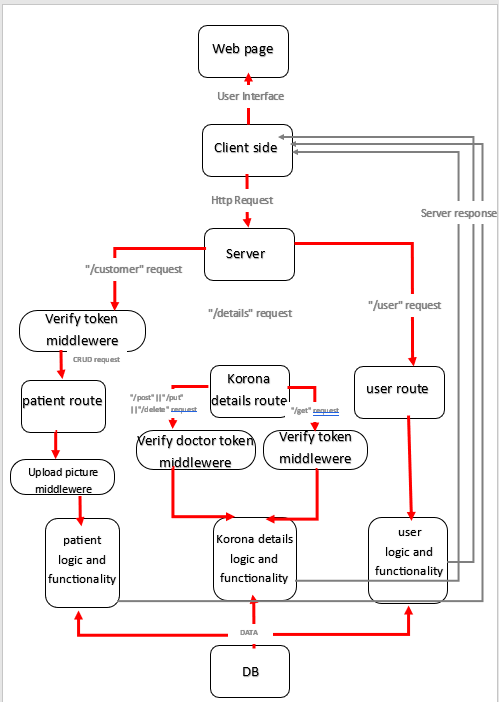 Web page
User Interface
Client side
Http Request
Server response
Server
"/customer" request
"/details" request
"/user" request
Verify token
middlewere
CRUD request
Korona
details route
user route
patient route
"/post" ||"/put"
||"/delete" request
"/get" request
Verify doctor token
middlewere
Verify token
middlewere
Upload picture
middlewere
patient
logic and
functionality
Korona details
logic and
functionality
user
logic and
functionality
DATA
DB